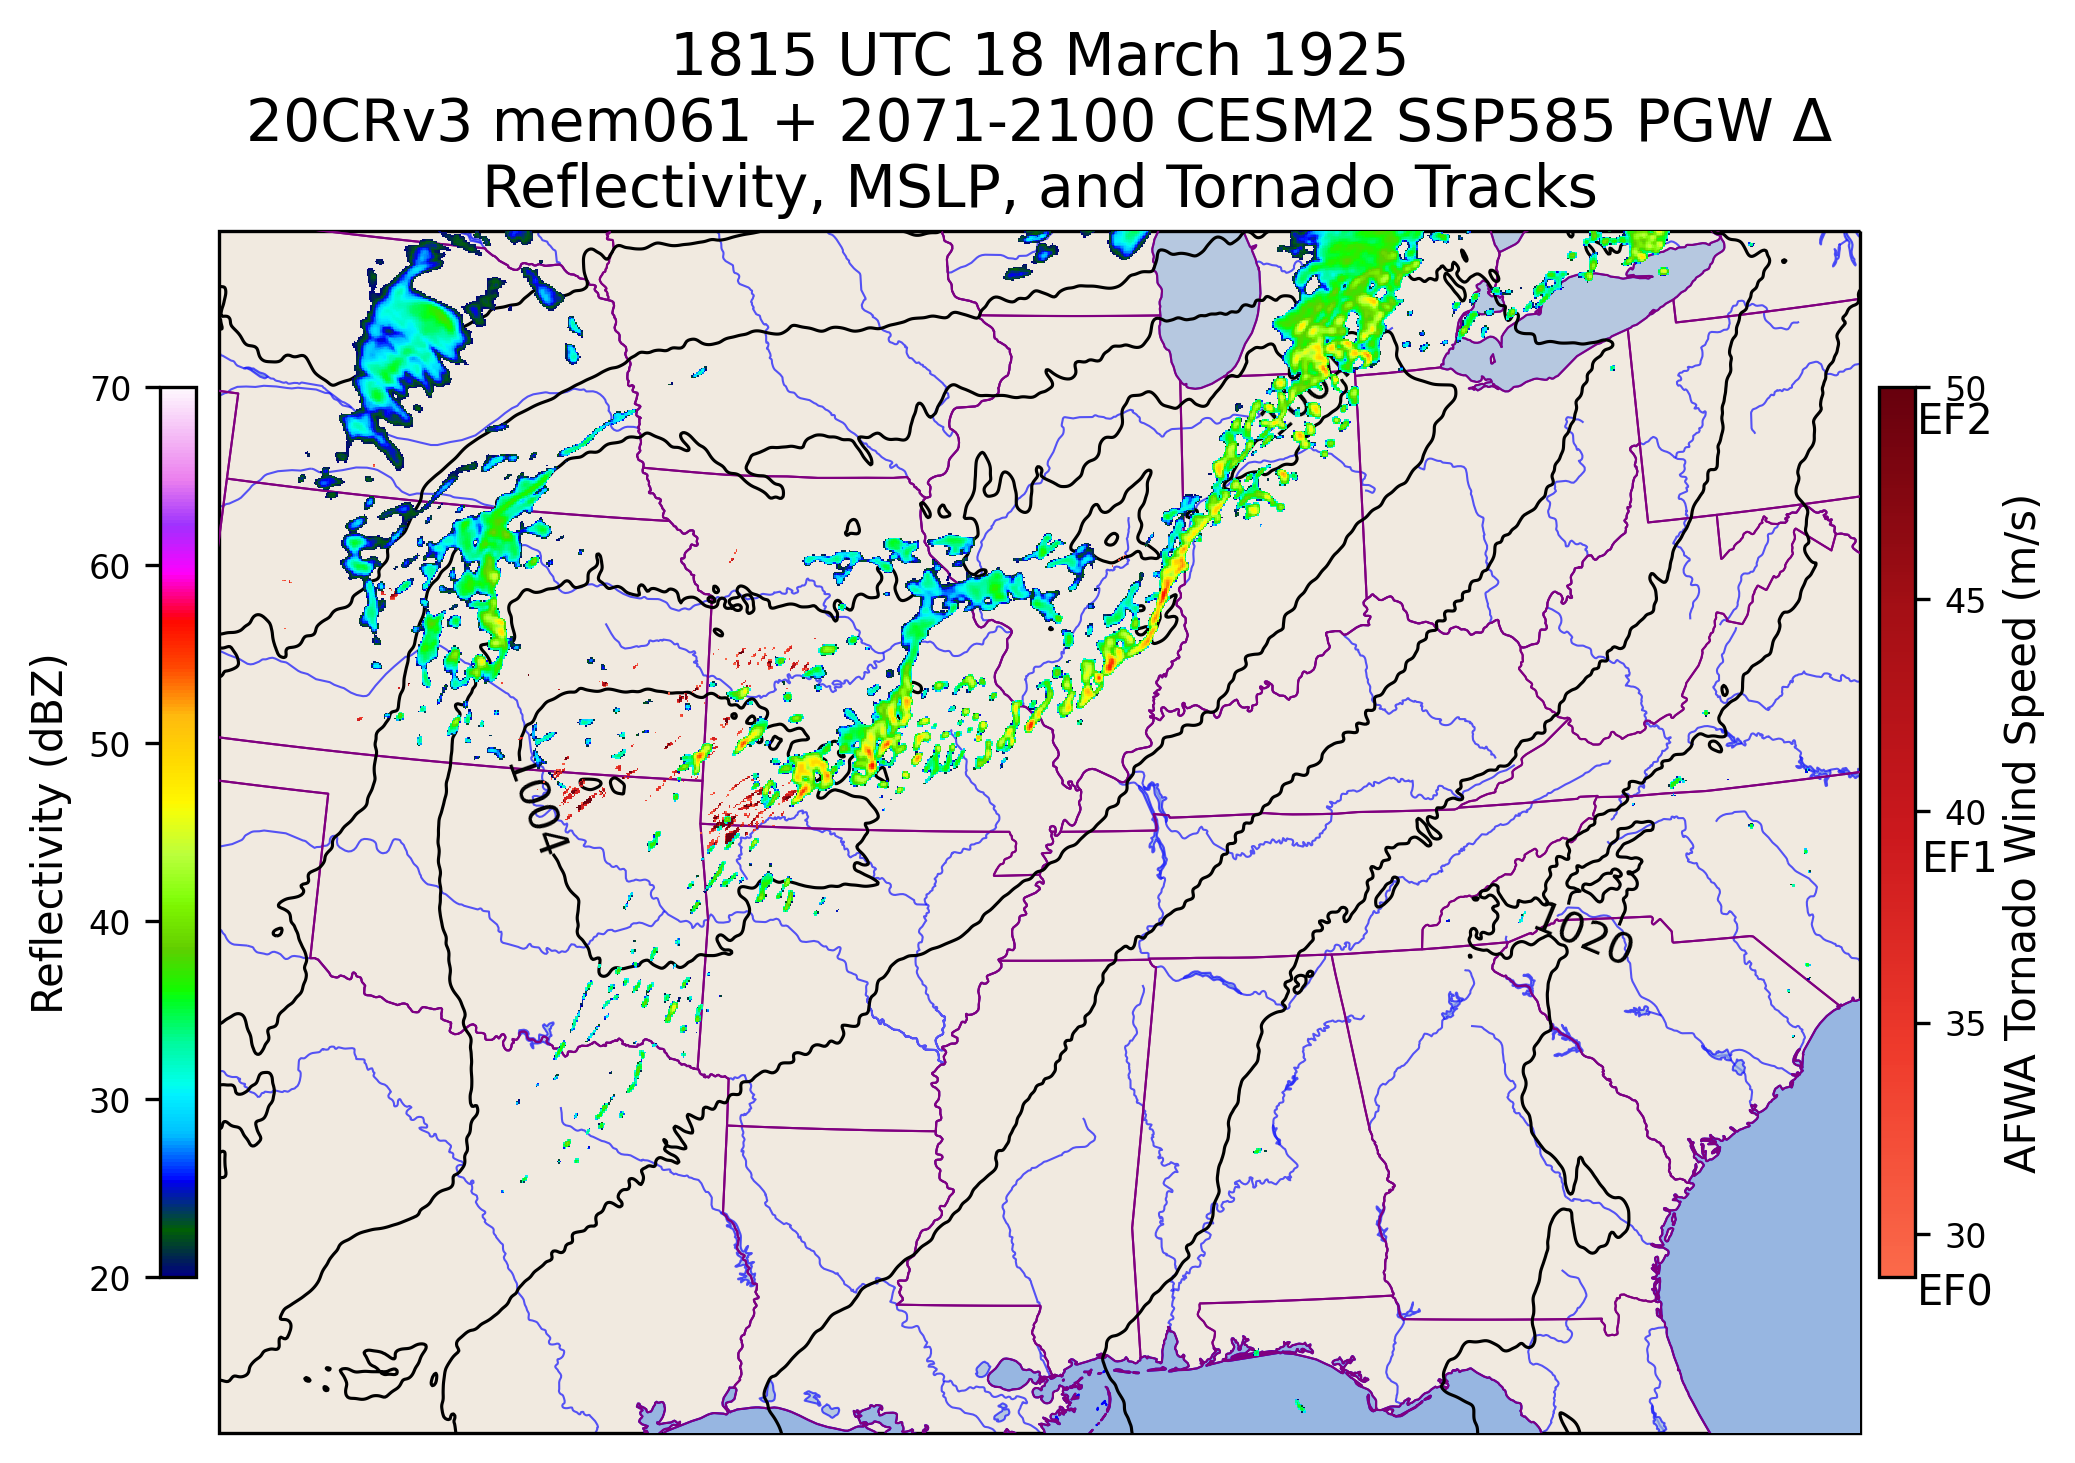 1815 UTC 18 March 1925
20CRv3 mem061 + 2071-2100 CESM2 SSP585 PGW Δ
Reflectivity, MSLP, and Tornado Tracks
Reflectivity (dBZ)
70
60
50
40
30
20
1004
1020
50
EF2
45
40
EF1
35
30
EF0
AFWA Tornado Wind Speed (m/s)